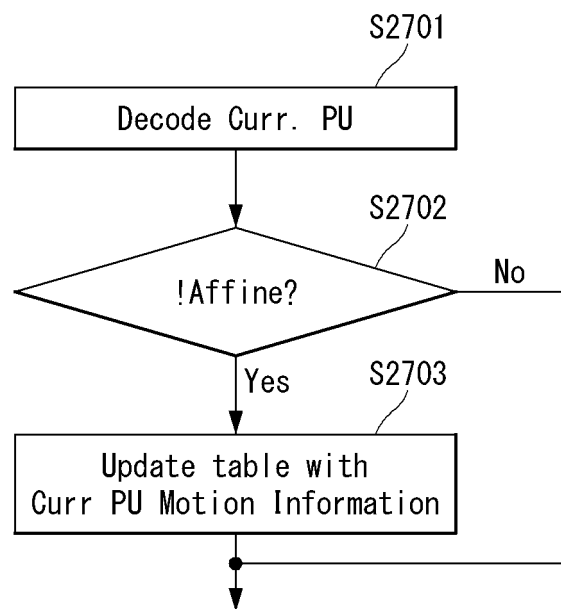 S2701
Decode Curr. PU
S2702
!Affine?
No
Yes
S2703
Update table with
Curr PU Motion Information